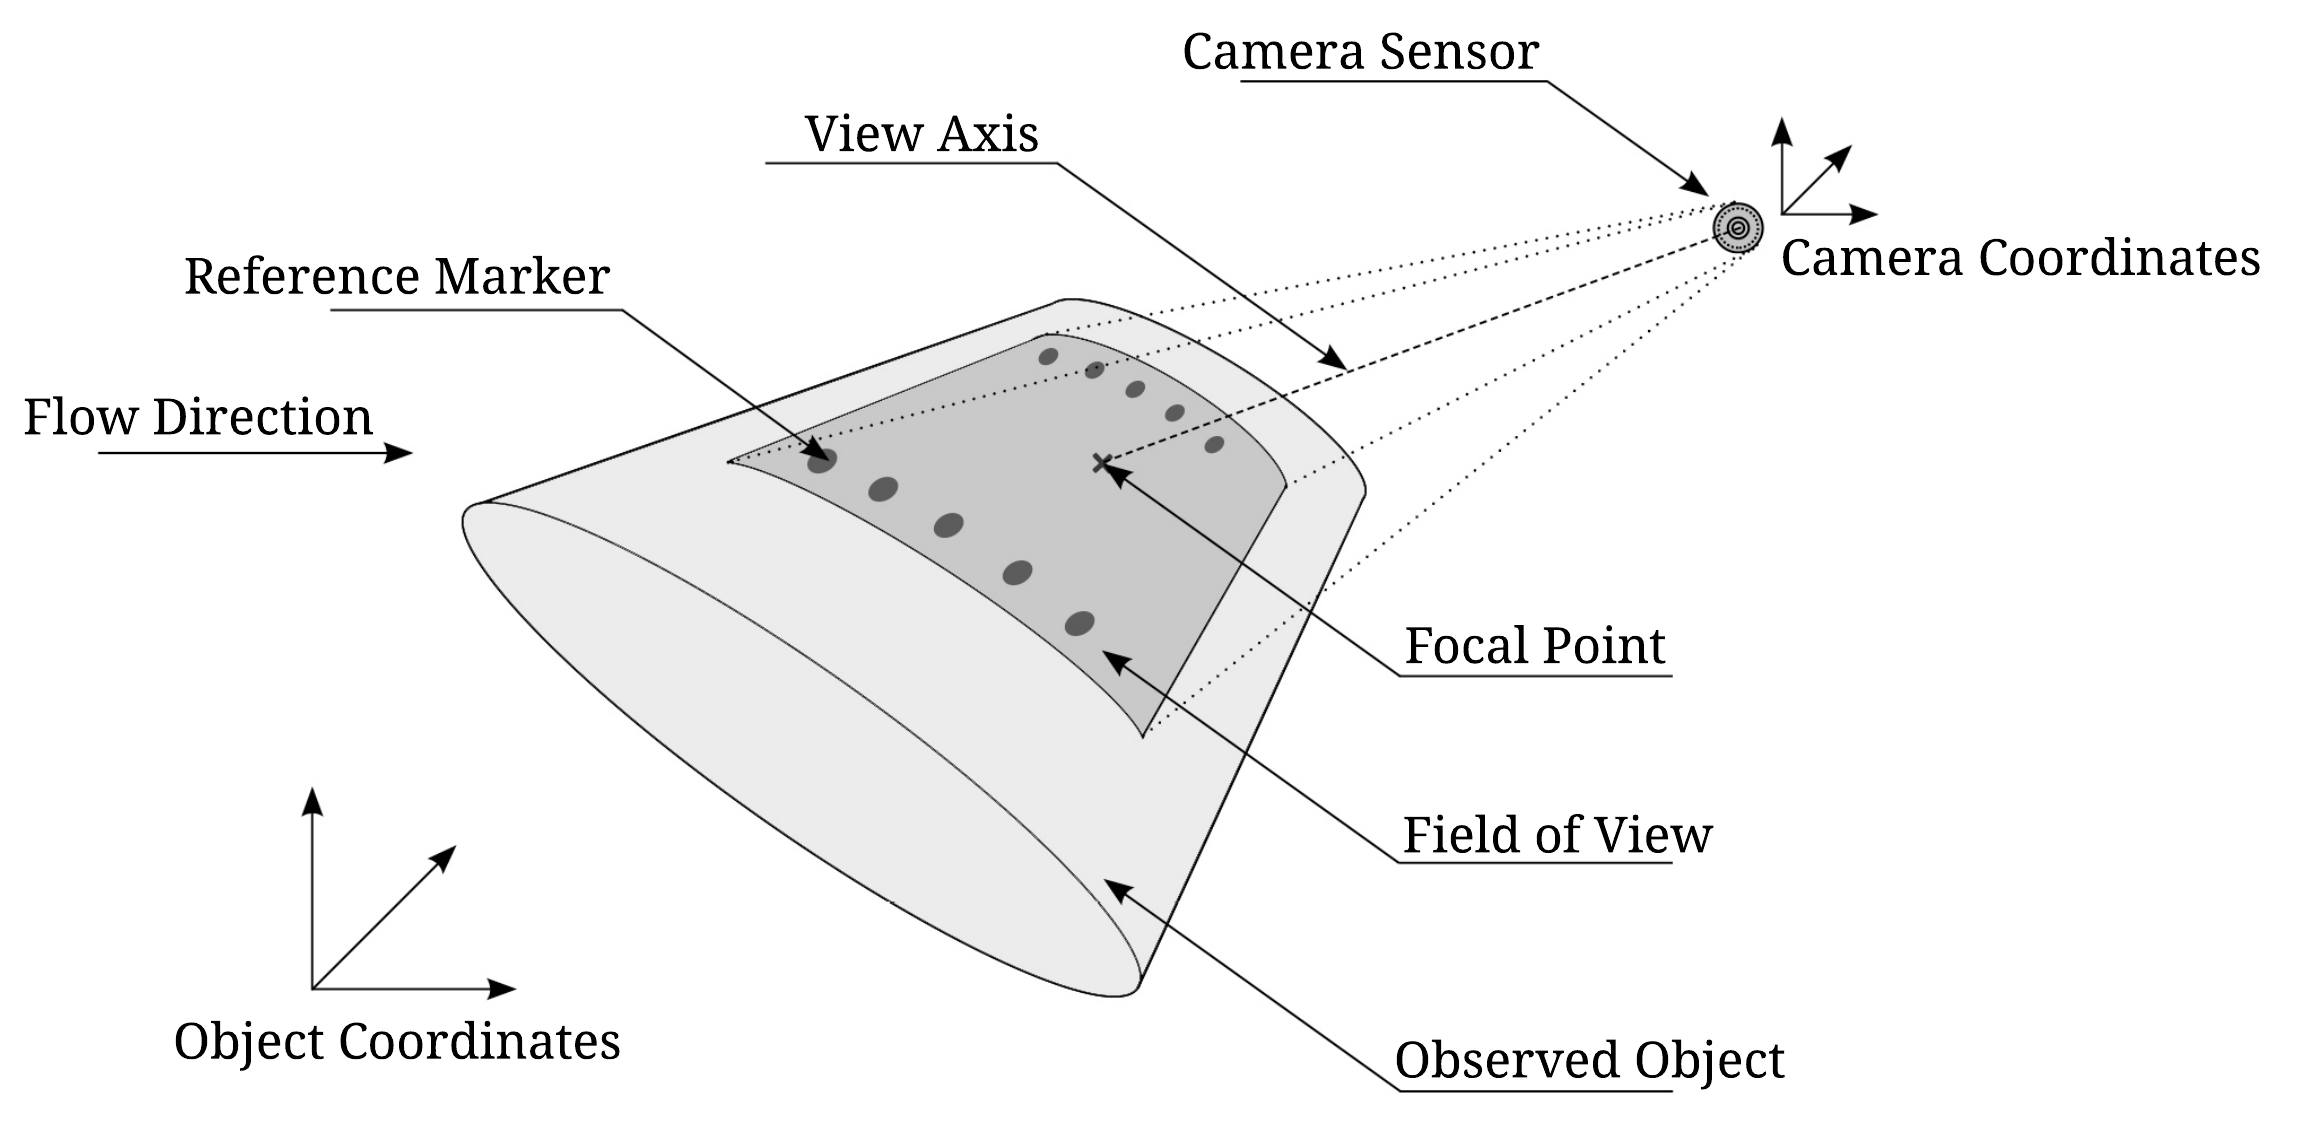 Camera Sensor
View Axis
Camera Coordinates
Reference Marker
Flow Direction
Focal Point
Field of View
Object Coordinates
Observed Object